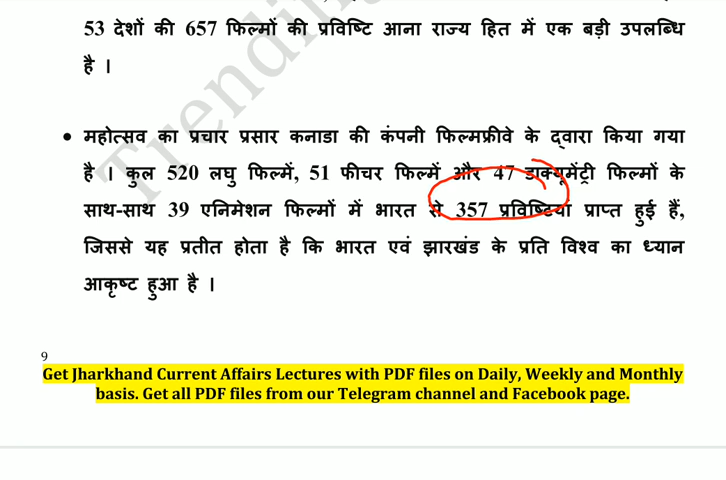 53 देशों की 657 फिल्मों की प्रविष्टि आना राज्य हित में एक बड़ी उपलब्धि
है ।
• महोत्सव का प्रचार प्रसार कनाडा की कंपनी फिल्मफ्रीवे के द्वारा किया गया
है । कुल 520 लघु फिल्में, 51 फीचर फिल्में और 47 डाक्यूमेंट्री फिल्मों के
साथ-साथ 39 एनिमेशन फिल्मों में भारत से 357 प्रविष्टियां प्राप्त हुई हैं,
जिससे यह प्रतीत होता है कि भारत एवं झारखंड के प्रति विश्व का ध्यान
आकृष्ट हुआ है ।
9
Get Jharkhand Current Affairs Lectures with PDF files on Daily, Weekly and Monthly
basis. Get all PDF files from our Telegram channel and Facebook page.
Trending